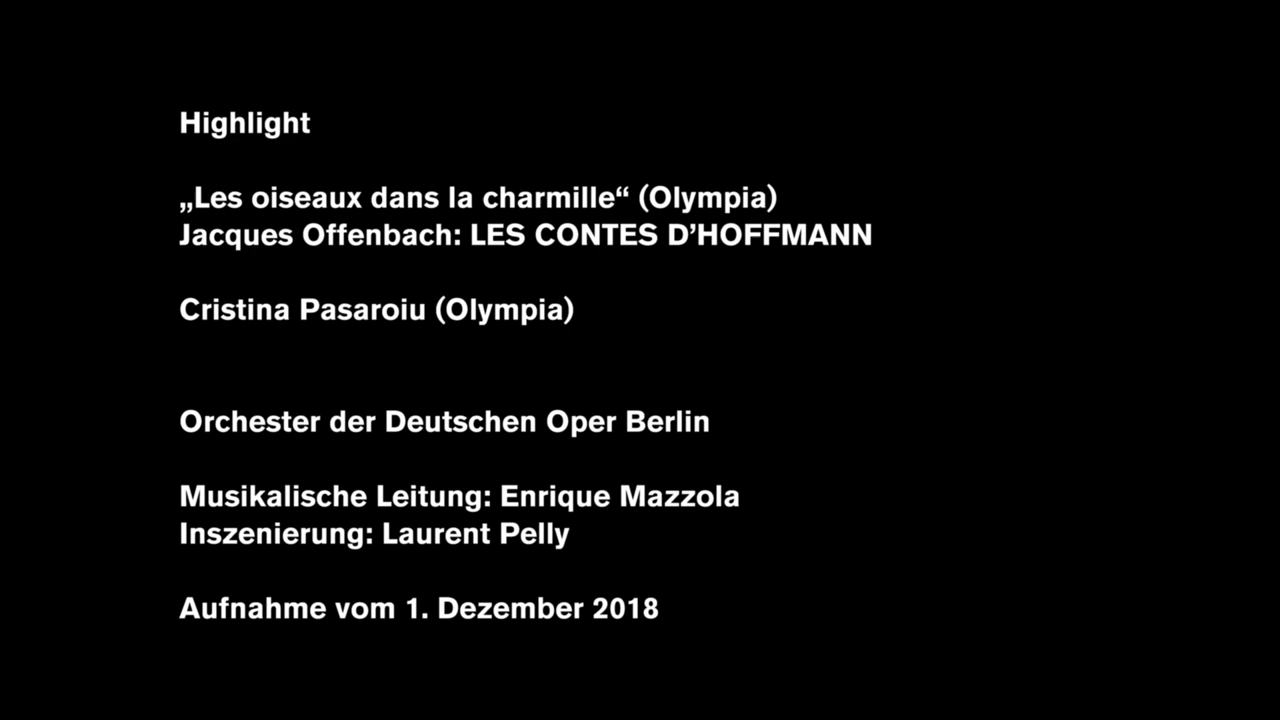 Highlight
„Les oiseaux dans la charmille“ (Olympia)
Jacques Offenbach: LES CONTES D’HOFFMANN
Cristina Pasaroiu (Olympia)
Orchester der Deutschen Oper Berlin
Musikalische Leitung: Enrique Mazzola
Inszenierung: Laurent Pelly
Aufnahme vom 1. Dezember 2018